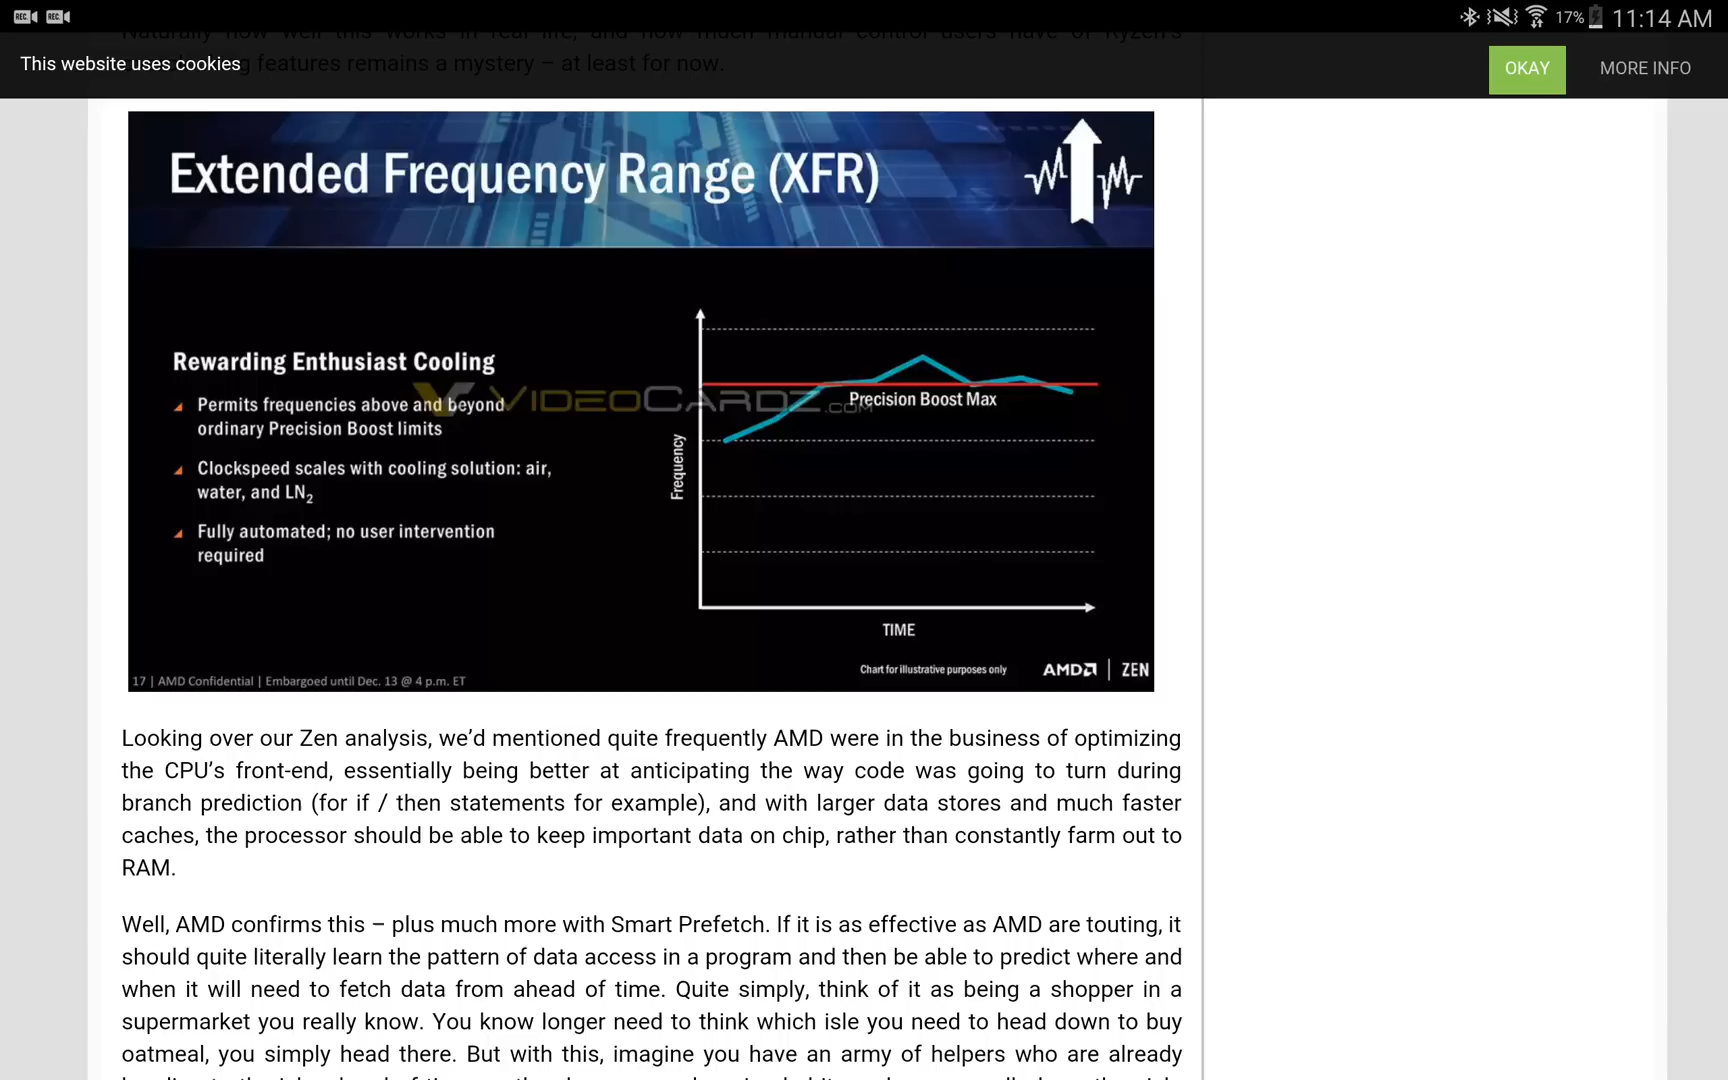 REC. REC. 17% 11:14 AM
This website uses cookies
features remains a mystery – at least for now.
OKAY
MORE INFO
Extended Frequency Range (XFR)
Rewarding Enthusiast Cooling
Permits frequencies above and beyond
ordinary Precision Boost limits
Clockspeed scales with cooling solution: air,
water, and LN2
Fully automated; no user intervention
required
VIDEOCARDZ.COM
Precision Boost Max
Frequency
TIME
Chart for illustrative purposes only
AMD | ZEN
17 | AMD Confidential | Embargoed until Dec. 13 @ 4 p.m. ET
Looking over our Zen analysis, we’d mentioned quite frequently AMD were in the business of optimizing
the CPU’s front-end, essentially being better at anticipating the way code was going to turn during
branch prediction (for if / then statements for example), and with larger data stores and much faster
caches, the processor should be able to keep important data on chip, rather than constantly farm out to
RAM.
Well, AMD confirms this – plus much more with Smart Prefetch. If it is as effective as AMD are touting, it
should quite literally learn the pattern of data access in a program and then be able to predict where and
when it will need to fetch data from ahead of time. Quite simply, think of it as being a shopper in a
supermarket you really know. You know longer need to think which isle you need to head down to buy
oatmeal, you simply head there. But with this, imagine you have an army of helpers who are already